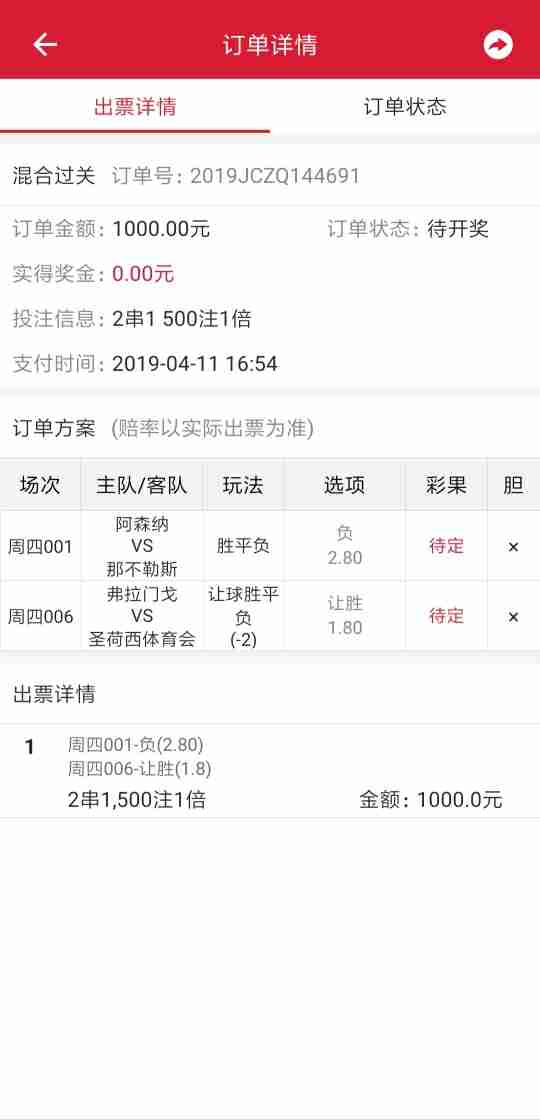 订单详情
出票详情 订单状态
混合过关 订单号: 2019JCZQ144691
订单金额: 1000.00元 订单状态: 待开奖
实得奖金: 0.00元
投注信息: 2串1 500注1倍
支付时间: 2019-04-11 16:54
订单方案 (赔率以实际出票为准)
场次 主队/客队 玩法 选项 彩果 胆
周四001 阿森纳 VS 那不勒斯 胜平负 负 2.80 待定 ×
周四006 弗拉门戈 VS 圣荷西体育会 让球胜平负 (-2) 让胜 1.80 待定 ×
出票详情
1 周四001-负(2.80)
周四006-让胜(1.8)
2串1,500注1倍 金额: 1000.0元